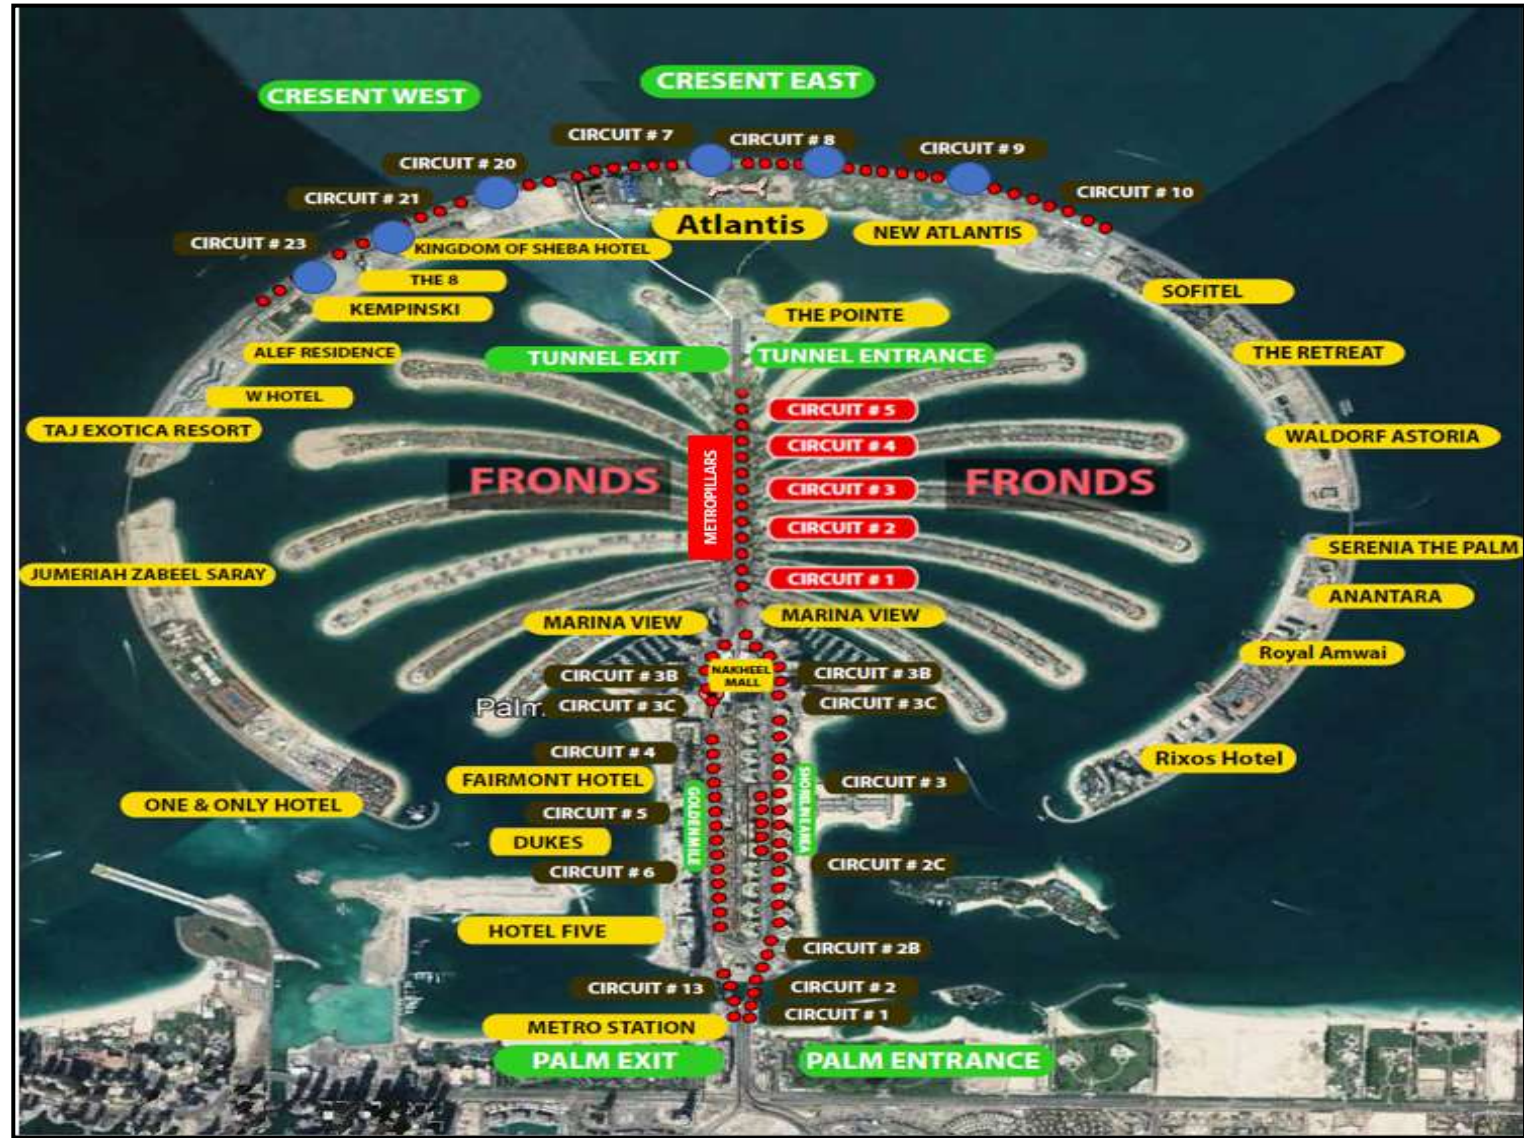 CRESENT EAST
CRESENT WEST
CIRCUIT # 7
CIRCUIT # 8
CIRCUIT # 9
CIRCUIT # 20
CIRCUIT # 10
CIRCUIT # 21
CIRCUIT # 23
Atlantis
NEW ATLANTIS
KINGDOM OF SHEBA HOTEL
THE 8
SOFITEL
KEMPINSKI
THE POINTE
ALEF RESIDENCE
TUNNEL EXIT
TUNNEL ENTRANCE
THE RETREAT
W HOTEL
CIRCUIT # 5
TAJ EXOTICA RESORT
WALDORF ASTORIA
CIRCUIT # 4
METROPILLARS
FRONDS
FRONDS
CIRCUIT # 3
CIRCUIT # 2
SERENIA THE PALM
JUMERIAH ZABEEL SARAY
CIRCUIT # 1
ANANTARA
MARINA VIEW
MARINA VIEW
Royal Amwai
NAKHEEL
MALL
CIRCUIT # 3B
CIRCUIT # 3B
Palm
CIRCUIT # 3C
CIRCUIT # 3C
CIRCUIT # 4
Rixos Hotel
FAIRMONT HOTEL
CIRCUIT # 3
ONE & ONLY HOTEL
CIRCUIT # 5
GOLDENMILE
SHORELINEAREA
DUKES
CIRCUIT # 6
CIRCUIT # 2C
HOTEL FIVE
CIRCUIT # 2B
CIRCUIT # 13
CIRCUIT # 2
CIRCUIT # 1
METRO STATION
PALM EXIT
PALM ENTRANCE